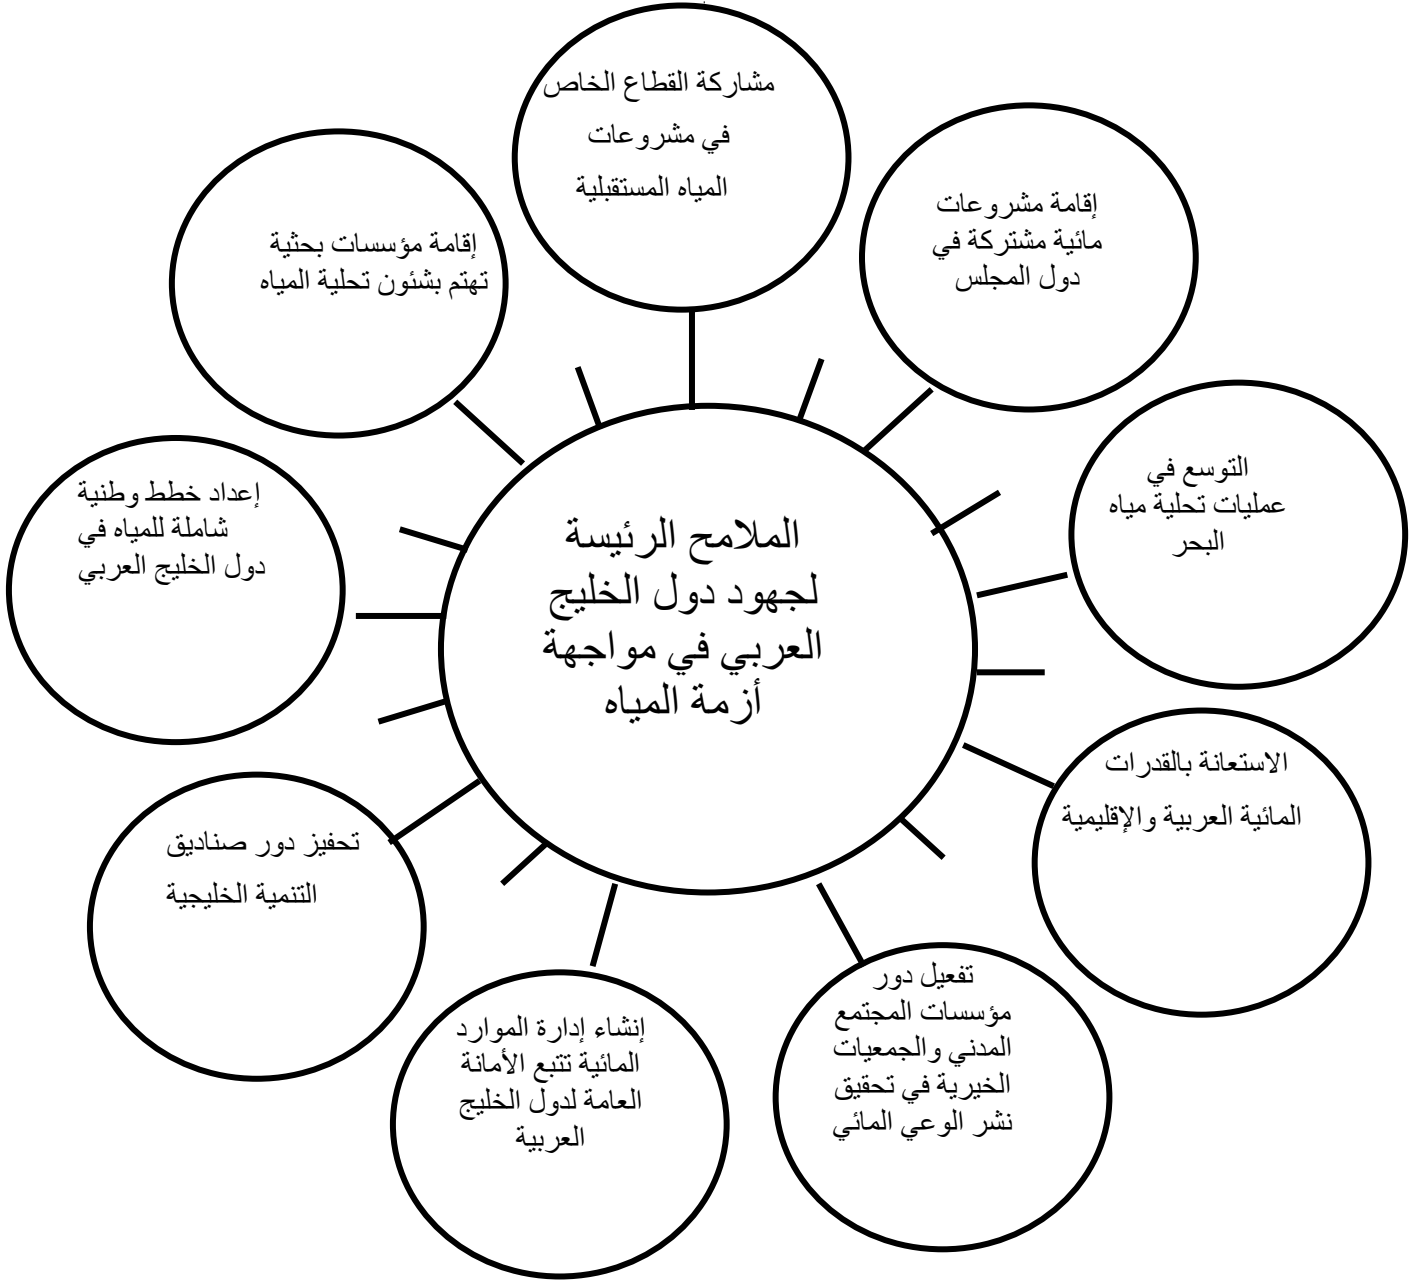 مشاركة القطاع الخاص
في مشروعات
المياه المستقبلية
إقامة مشروعات
مائية مشتركة في
دول المجلس
إقامة مؤسسات بحثية
تهتم بشئون تحلية المياه
التوسع في
عمليات تحلية مياه
البحر
إعداد خطط وطنية
شاملة للمياه في
دول الخليج العربي
الملامح الرئيسة
لجهود دول الخليج
العربي في مواجهة
أزمة المياه
الاستعانة بالقدرات
المائية العربية والإقليمية
تحفيز دور صناديق
التنمية الخليجية
تفعيل دور
مؤسسات المجتمع
المدني والجمعيات
الخيرية في تحقيق
نشر الوعي المائي
إنشاء إدارة الموارد
المائية تتبع الأمانة
العامة لدول الخليج
العربية